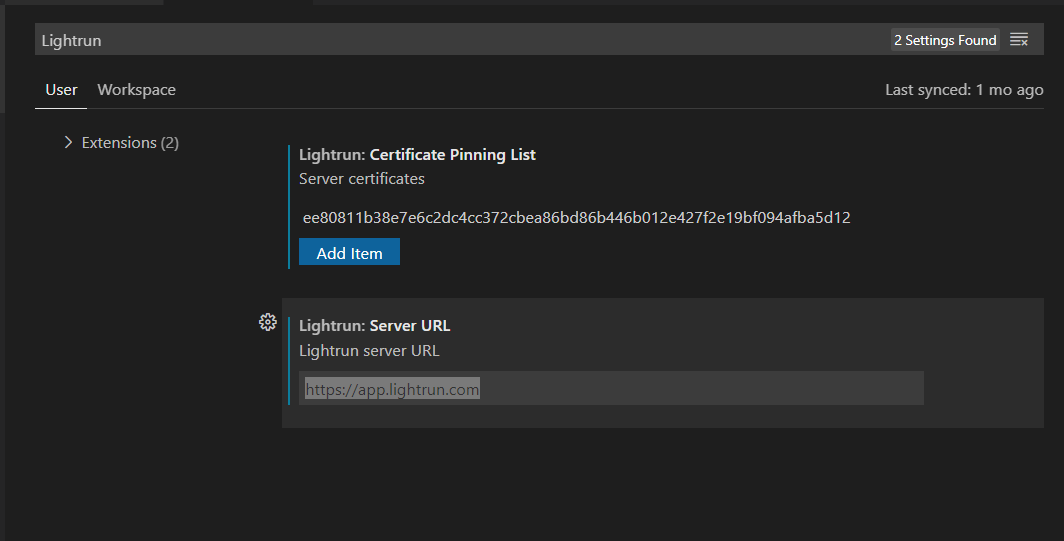 Lightrun
2 Settings Found
User
Workspace
Last synced: 1 mo ago
Extensions (2)
Lightrun: Certificate Pinning List
Server certificates
ee80811b38e7e6c2dc4cc372cbea86bd86b446b012e427f2e19bf094afba5d12
Add Item
Lightrun: Server URL
Lightrun server URL
https://app.lightrun.com